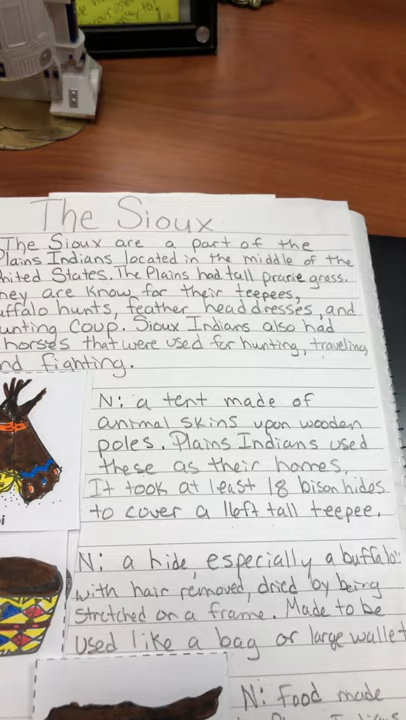 The Sioux
The Sioux are a part of the
Plains Indians located in the middle of the
United States. The Plains had tall prarie grass.
They are Know for their teepees,
uffalo hunts, feather headdresses, and
unting Coup. Sioux Indians also had
horses that were used for hunting, traveling,
nd fighting.
N: a tent made of
animal skins upon wooden
poles. Plains Indians used
these as their homes.
It took at least 18 bison hides
to cover a 16ft tall teepee.
N: a hide, especially a buffalo's
with hair removed, dried by being
stretched on a frame. Made to be
used like a bag or large wallet
N: Food made